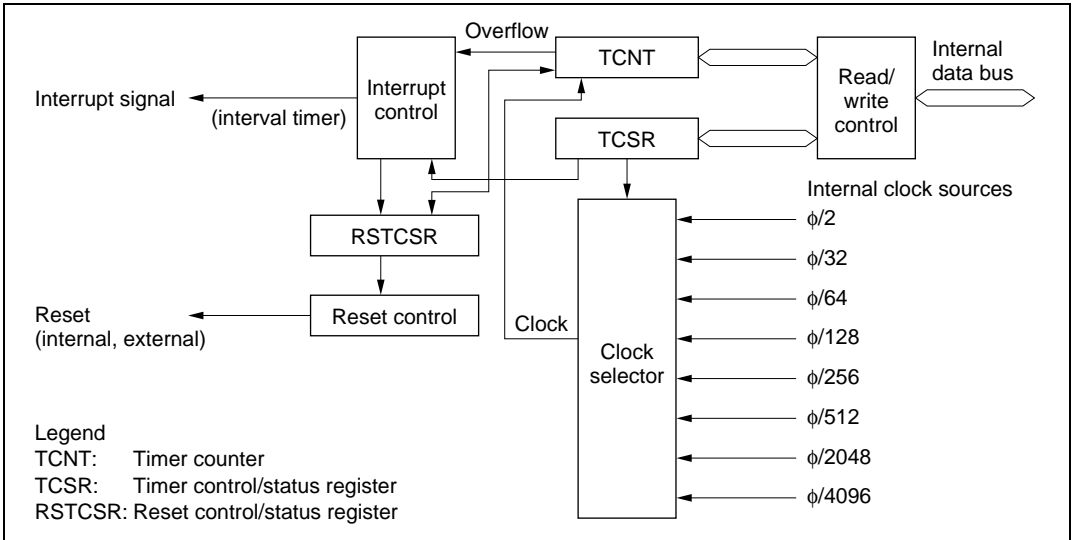 Overflow
TCNT
Read/
write
control
Internal
data bus
Interrupt signal
(interval timer)
Interrupt
control
TCSR
Internal clock sources
RSTCSR
Reset control
Reset
(internal, external)
Clock
Clock
selector
ϕ/2
ϕ/32
ϕ/64
ϕ/128
ϕ/256
ϕ/512
ϕ/2048
ϕ/4096
Legend
TCNT: Timer counter
TCSR: Timer control/status register
RSTCSR: Reset control/status register